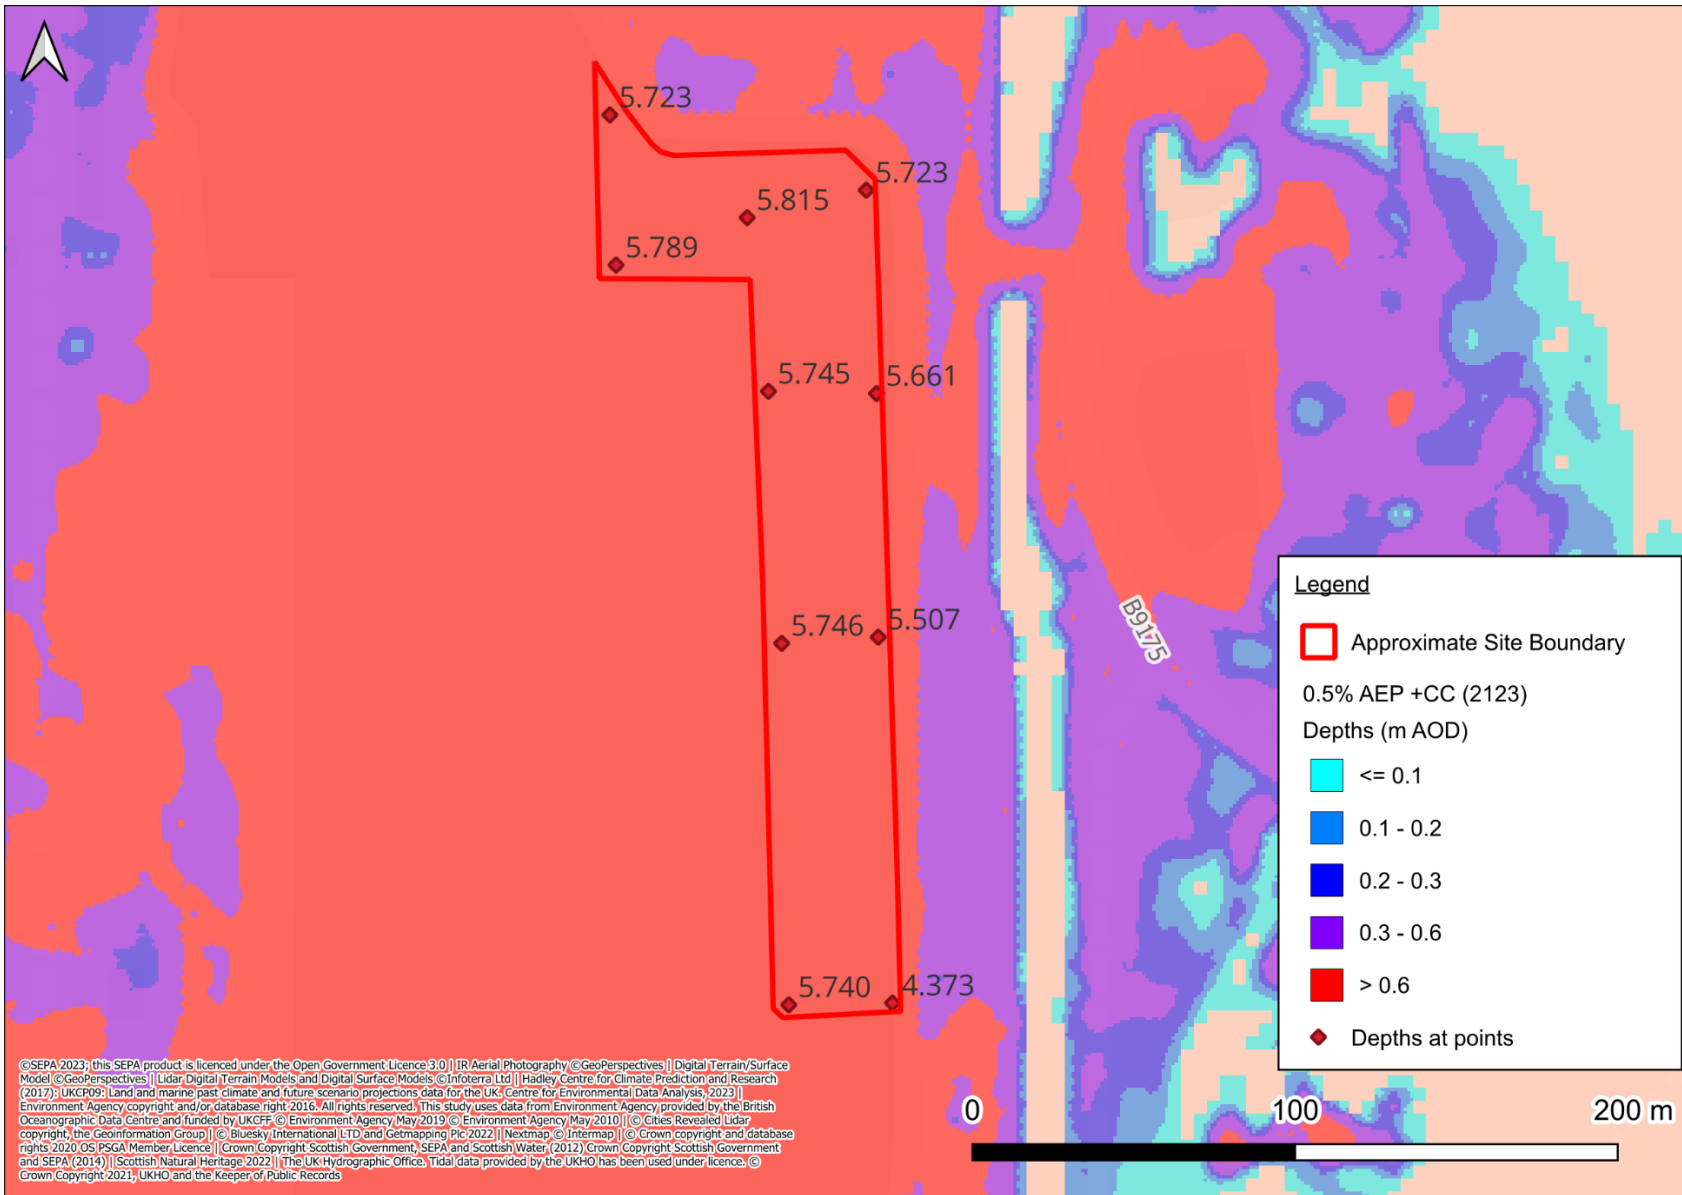 5.723
5.723
5.815
5.789
5.745
5.661
B9175
5.746
5.507
5.740
4.373
Legend
Approximate Site Boundary
0.5% AEP +CC (2123)
Depths (m AOD)
<= 0.1
0.1 - 0.2
0.2 - 0.3
0.3 - 0.6
> 0.6
Depths at points
©SEPA 2023; this SEPA product is licenced under the Open Government Licence 3.0 | IR Aerial Photography ©GeoPerspectives | Digital Terrain/Surface
Model ©GeoPerspectives | Lidar Digital Terrain Models and Digital Surface Models ©Infoterra Ltd | Hadley Centre for Climate Prediction and Research
(2017): UKCP09: Land and marine past climate and future scenario projections data for the UK. Centre for Environmental Data Analysis, 2023 |
Environment Agency copyright and/or database right 2016. All rights reserved. This study uses data from Environment Agency provided by the British
Oceanographic Data Centre and funded by UKCFF © Environment Agency May 2019 © Environment Agency May 2010 | © Cities Revealed Lidar
copyright, the Geoinformation Group | © Bluesky International LTD and Getmapping Plc 2022 | Nextmap © Intermap | © Crown copyright and database
rights 2020 OS PSGA Member Licence | Crown Copyright Scottish Government, SEPA and Scottish Water (2012) Crown Copyright Scottish Government
and SEPA (2014) | Scottish Natural Heritage 2022 | The UK Hydrographic Office. Tidal data provided by the UKHO has been used under licence. ©
Crown Copyright 2021, UKHO and the Keeper of Public Records
0 100 200 m